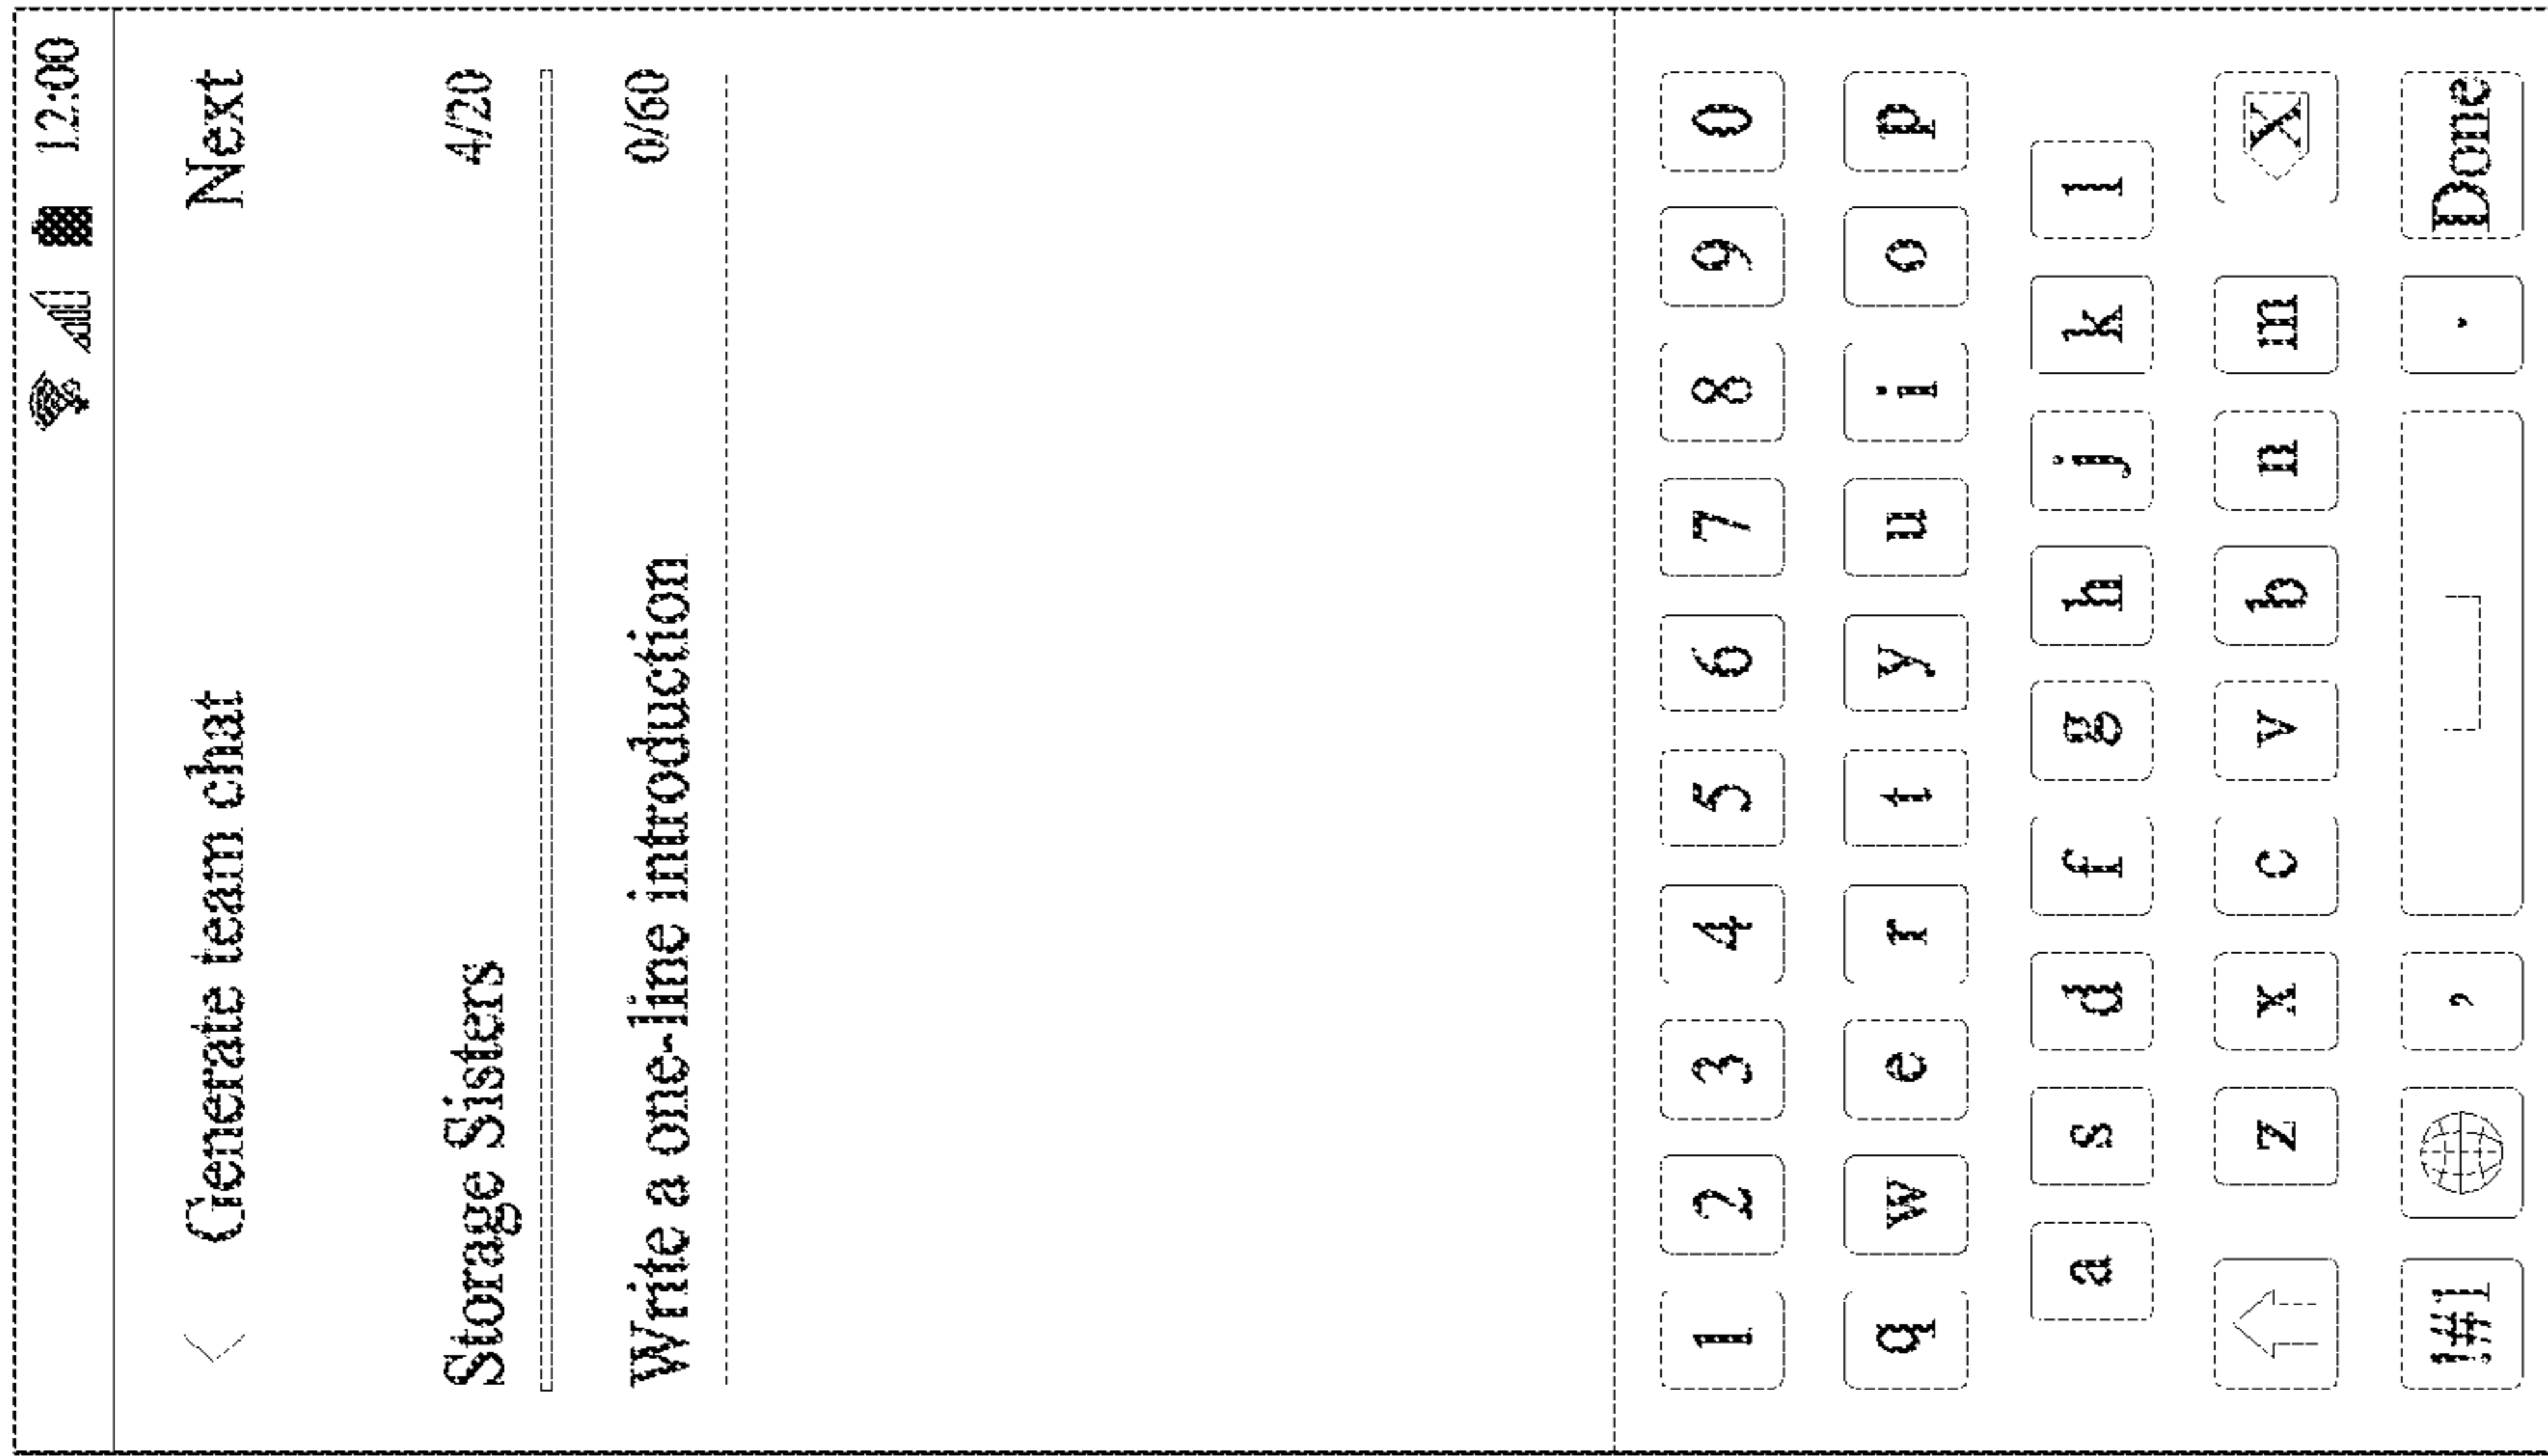 12:00
Generate team chat Next
Storage Sisters 4/20
Write a one-line introduction 0/60
1 2 3 4 5 6 7 8 9 0
q w e r t y u i o p
a s d f g h j k l
z x c v b n m X
!#1 , . Done